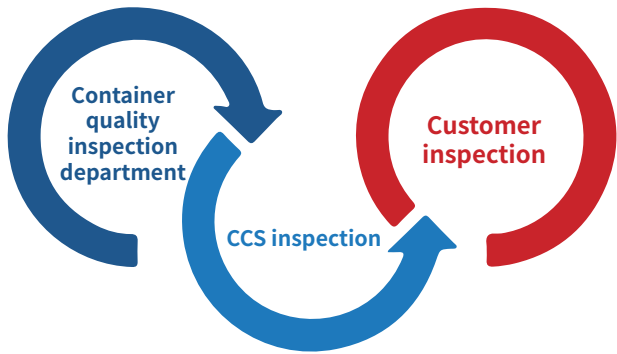 Container
quality
inspection
department
CCS inspection
Customer
inspection